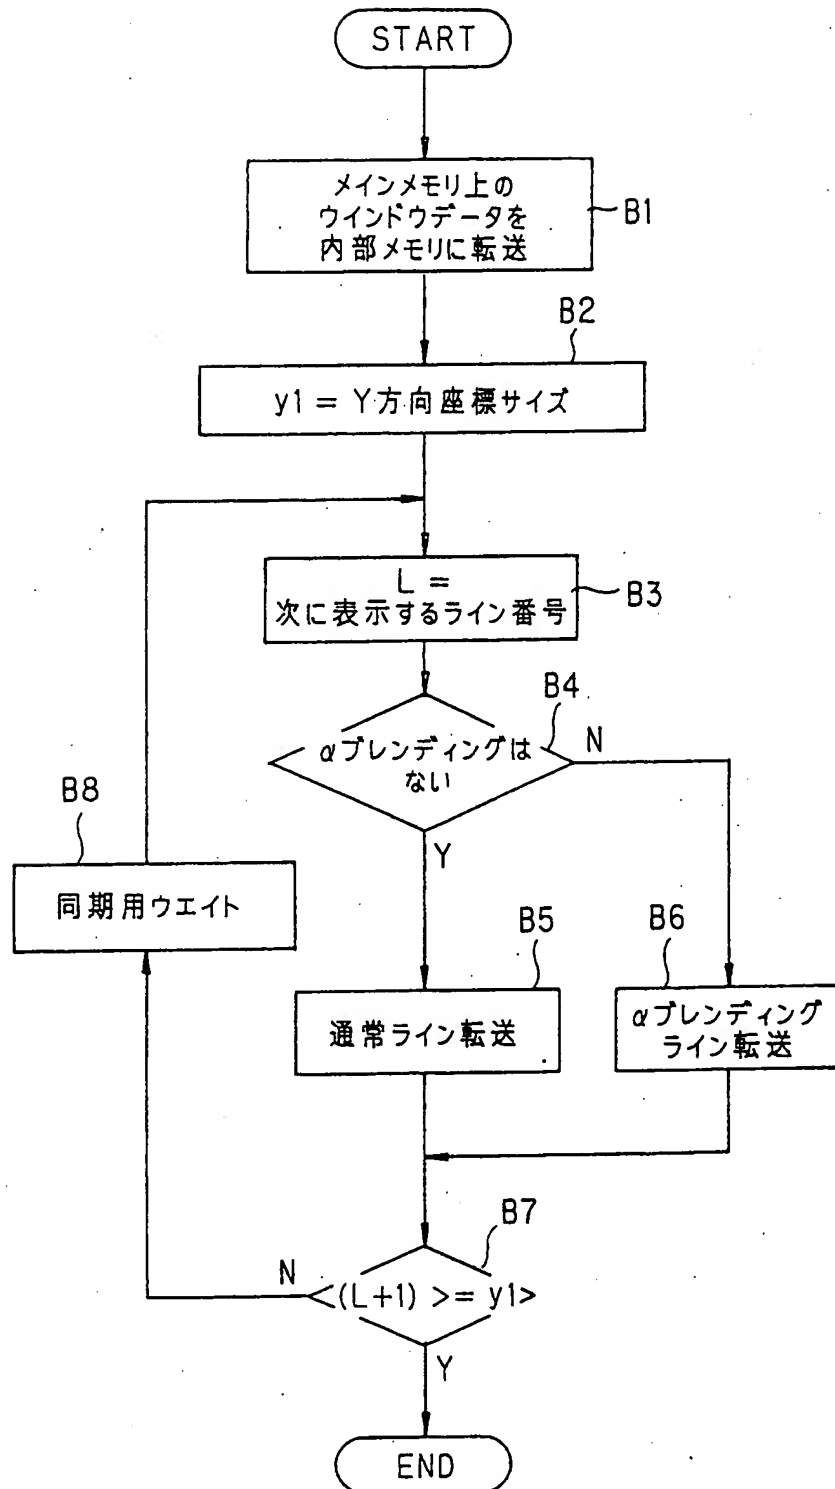 START
メインメモリ上の
ウインドウデータを
内部メモリに転送
B1
B2
y1 = Y方向座標サイズ
L =
次に表示するライン番号
B3
B4
αブレンディングは
ない
N
Y
B8
同期用ウエイト
B5
通常ライン転送
B6
αブレンディング
ライン転送
B7
N
(L+1) >= y1
Y
END